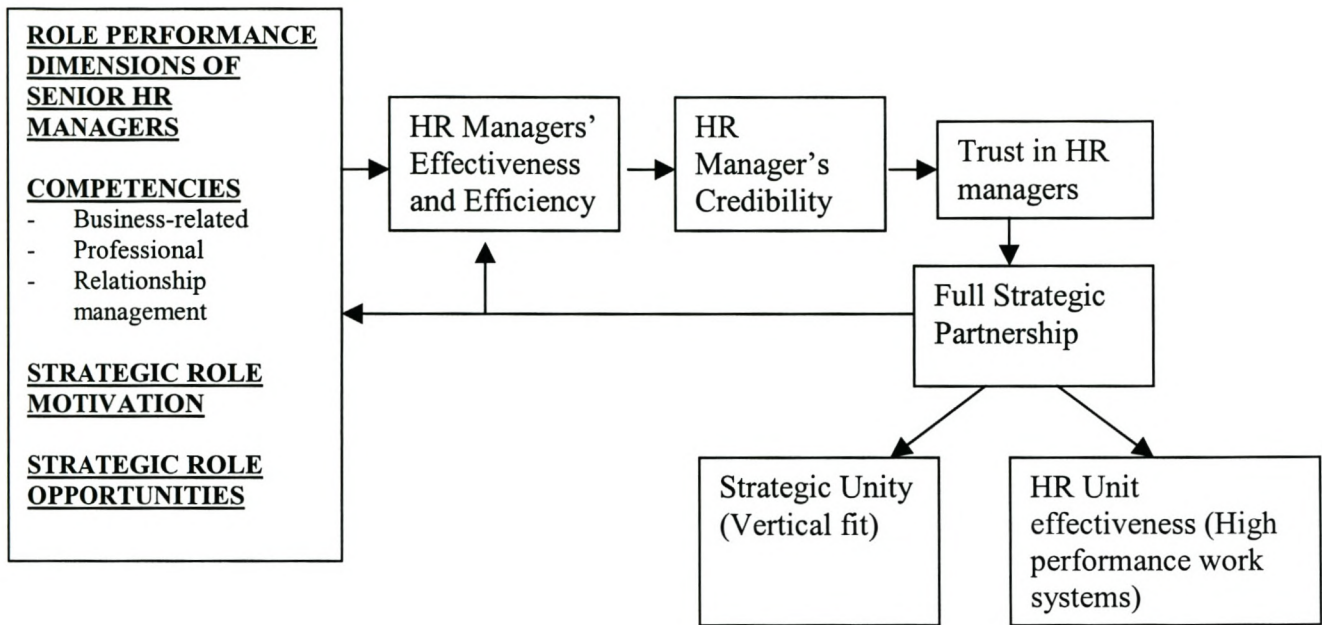 ROLE PERFORMANCE
DIMENSIONS OF
SENIOR HR
MANAGERS
COMPETENCIES
- Business-related
- Professional
- Relationship
management
STRATEGIC ROLE
MOTIVATION
STRATEGIC ROLE
OPPORTUNITIES
HR Managers’
Effectiveness
and Efficiency
HR
Manager’s
Credibility
Trust in HR
managers
Full Strategic
Partnership
Strategic Unity
(Vertical fit)
HR Unit
effectiveness (High
performance work
systems)